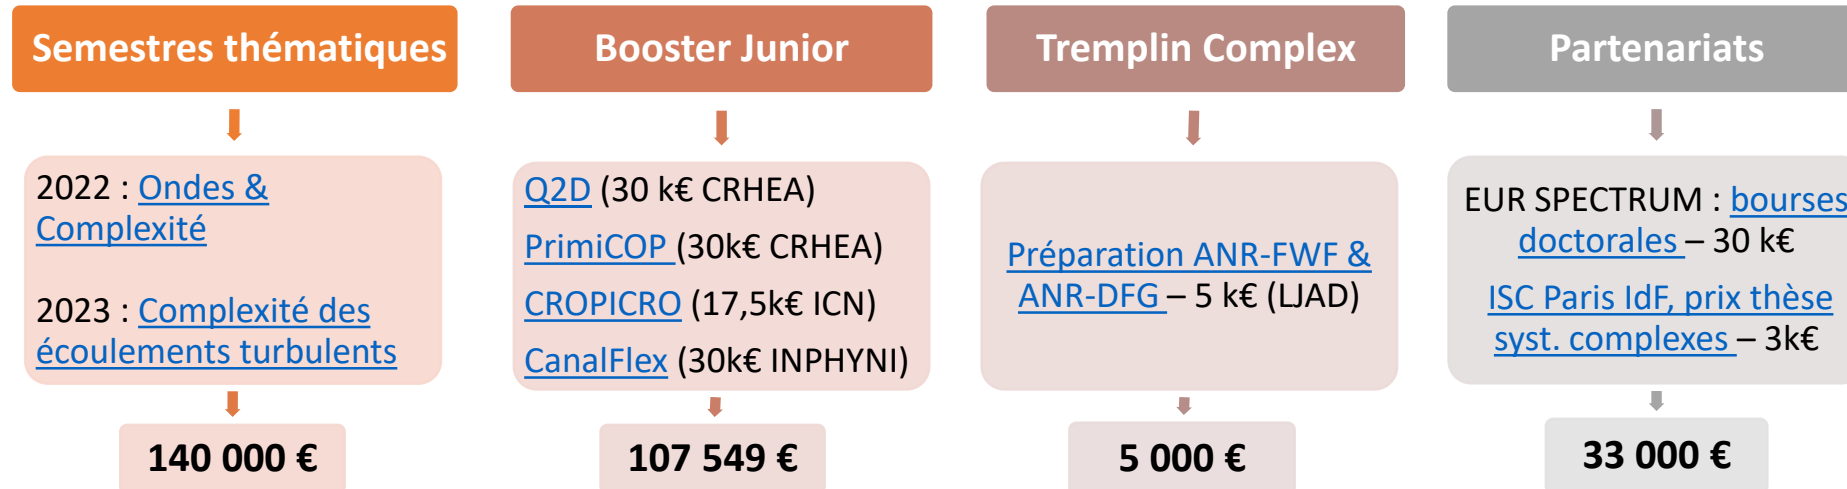 Semestres thématiques
2022 : Ondes &
Complexité
2023 : Complexité des
écoulements turbulents
140 000 €
Booster Junior
Q2D (30 k€ CRHEA)
PrimiCOP (30k€ CRHEA)
CROPICRO (17,5k€ ICN)
CanalFlex (30k€ INPHYNI)
107 549 €
Tremplin Complex
Préparation ANR-FWF &
ANR-DFG – 5 k€ (LJAD)
5 000 €
Partenariats
EUR SPECTRUM : bourses
doctorales – 30 k€
ISC Paris IdF, prix thèse
syst. complexes – 3k€
33 000 €